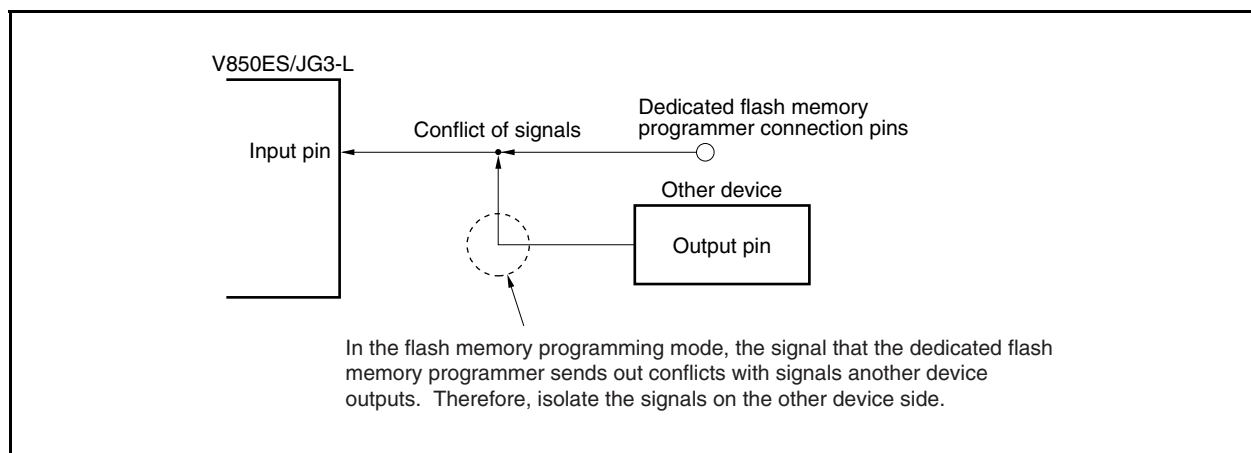 V850ES/JG3-L
Dedicated flash memory
programmer connection pins
Conflict of signals
Input pin
Other device
Output pin
In the flash memory programming mode, the signal that the dedicated flash
memory programmer sends out conflicts with signals another device
outputs. Therefore, isolate the signals on the other device side.